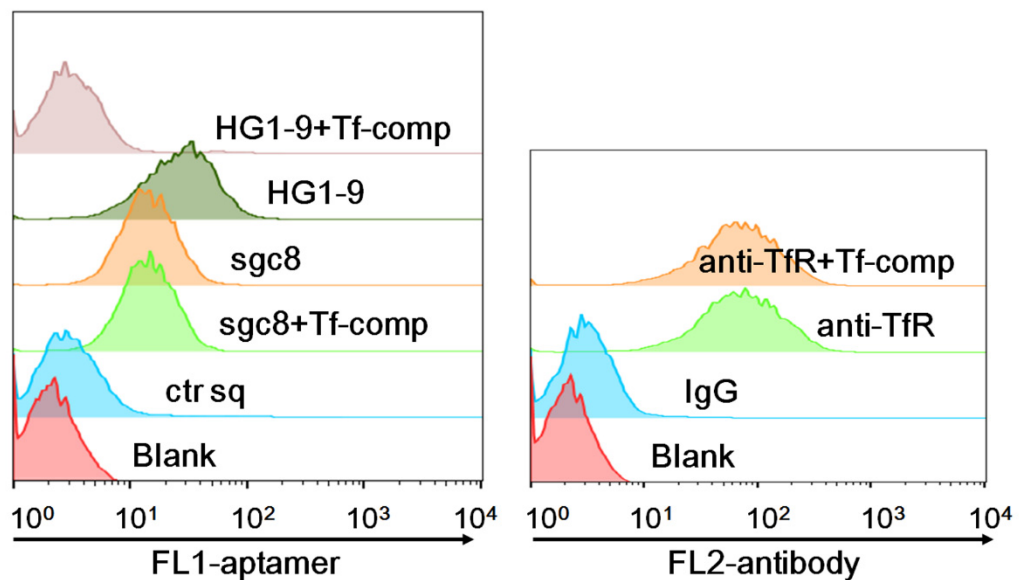 HG1-9+Tf-comp
HG1-9
sgc8
sgc8+Tf-comp
ctr sq
Blank
10⁰ 10¹ 10² 10³ 10⁴
FL1-aptamer
anti-TfR+Tf-comp
anti-TfR
IgG
Blank
10⁰ 10¹ 10² 10³ 10⁴
FL2-antibody